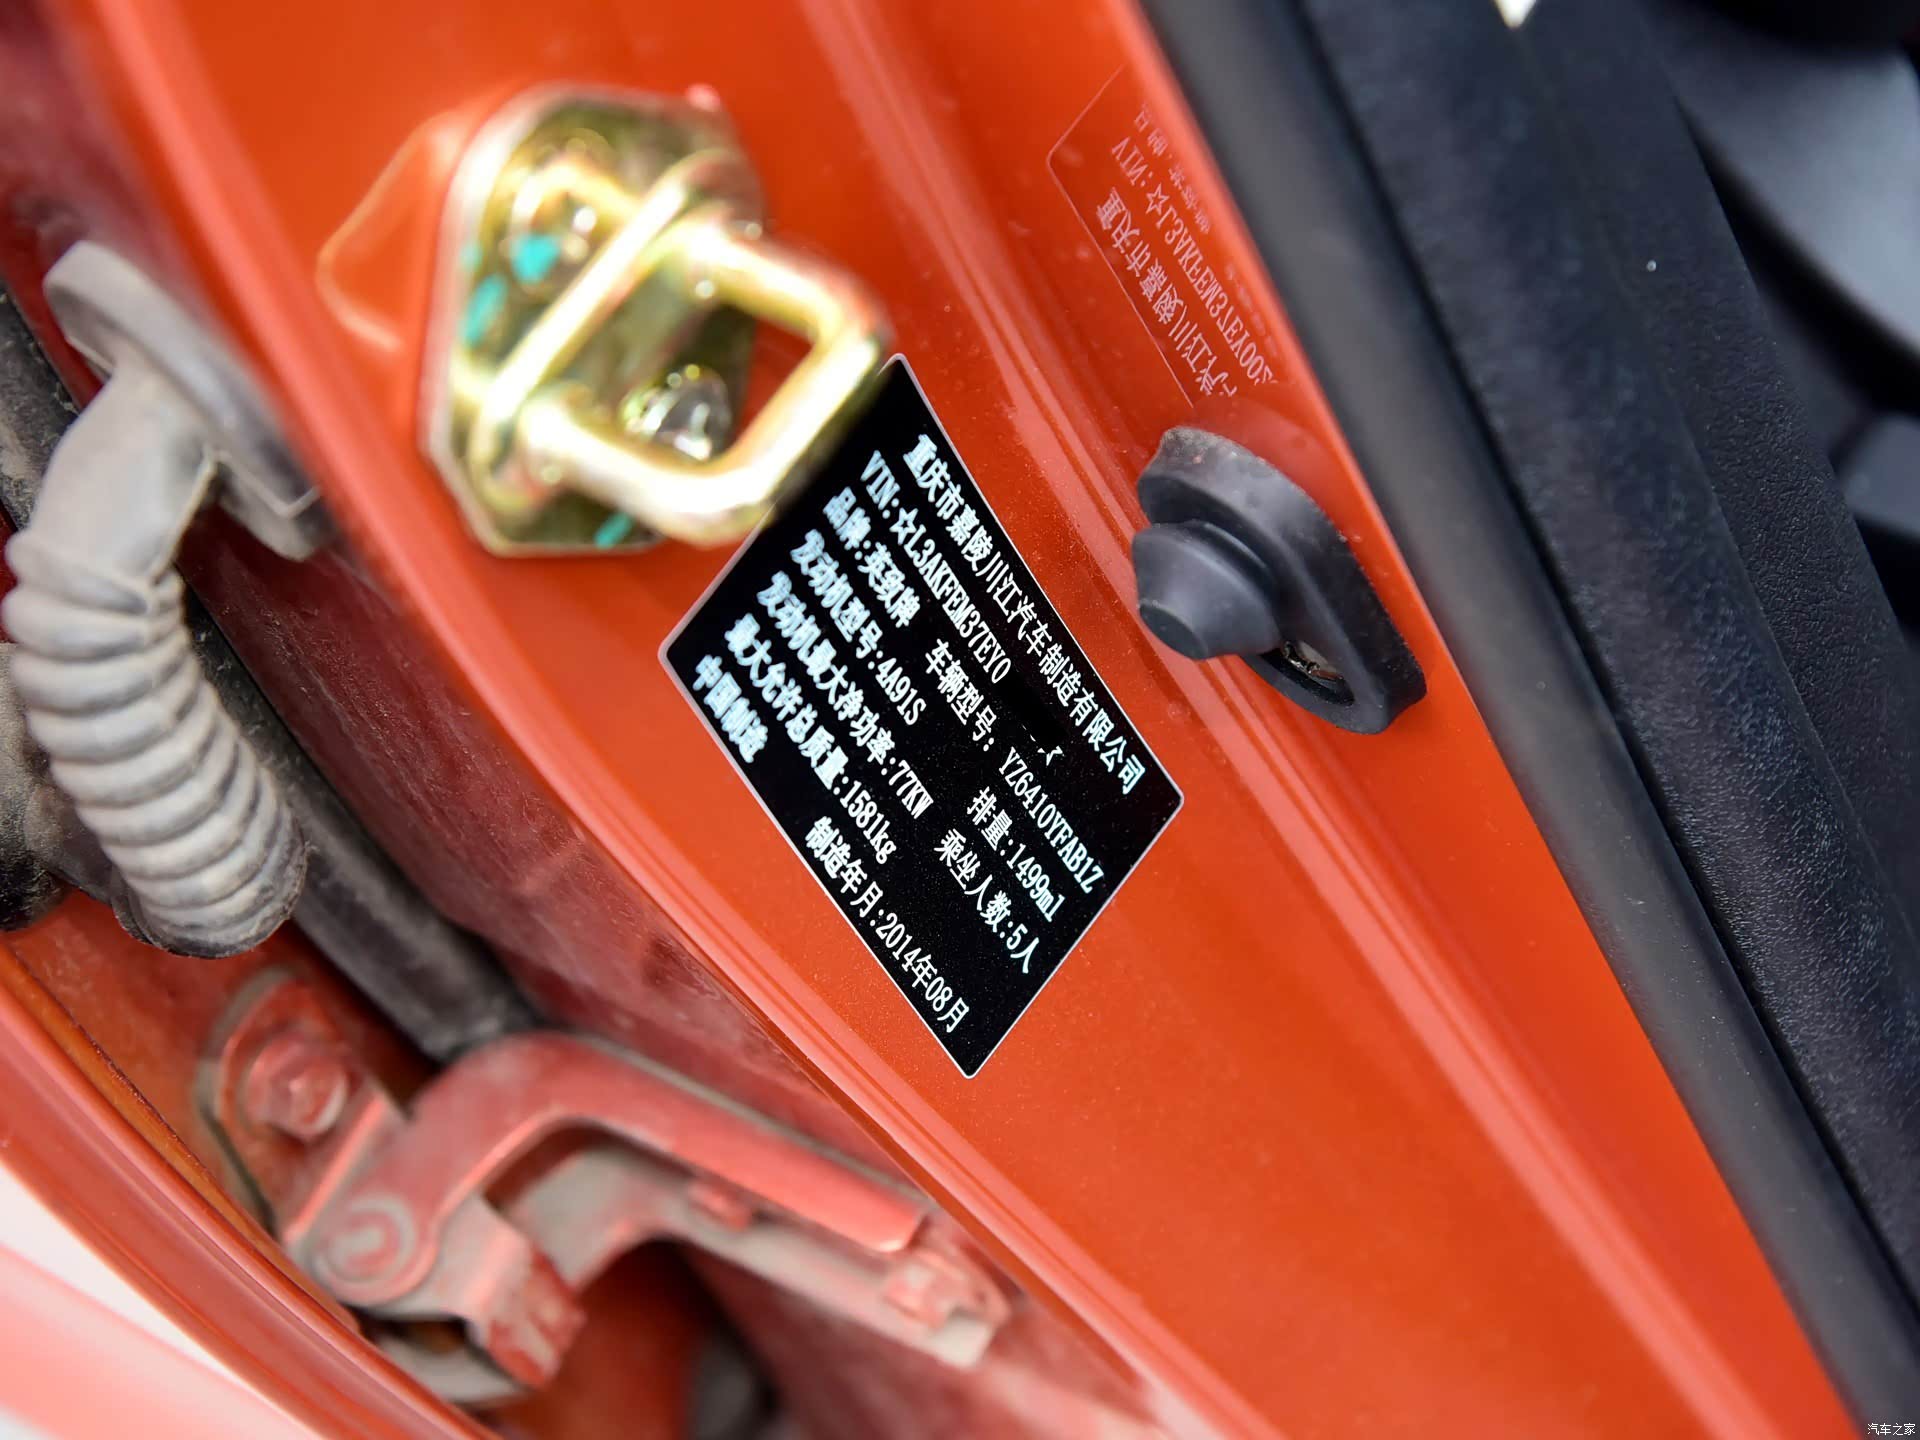 重庆市嘉陵川江汽车制造有限公司
VIN:☆L3AKFEM37EY0
品牌:英致牌 车辆型号: YZ6410YFAB1Z
发动机型号:4A91S 排量:1499ml
发动机最大净功率:77KW 乘坐人数:5人
最大允许总质量:1581kg
中国制造 制造年月:2014年08月
汽车之家